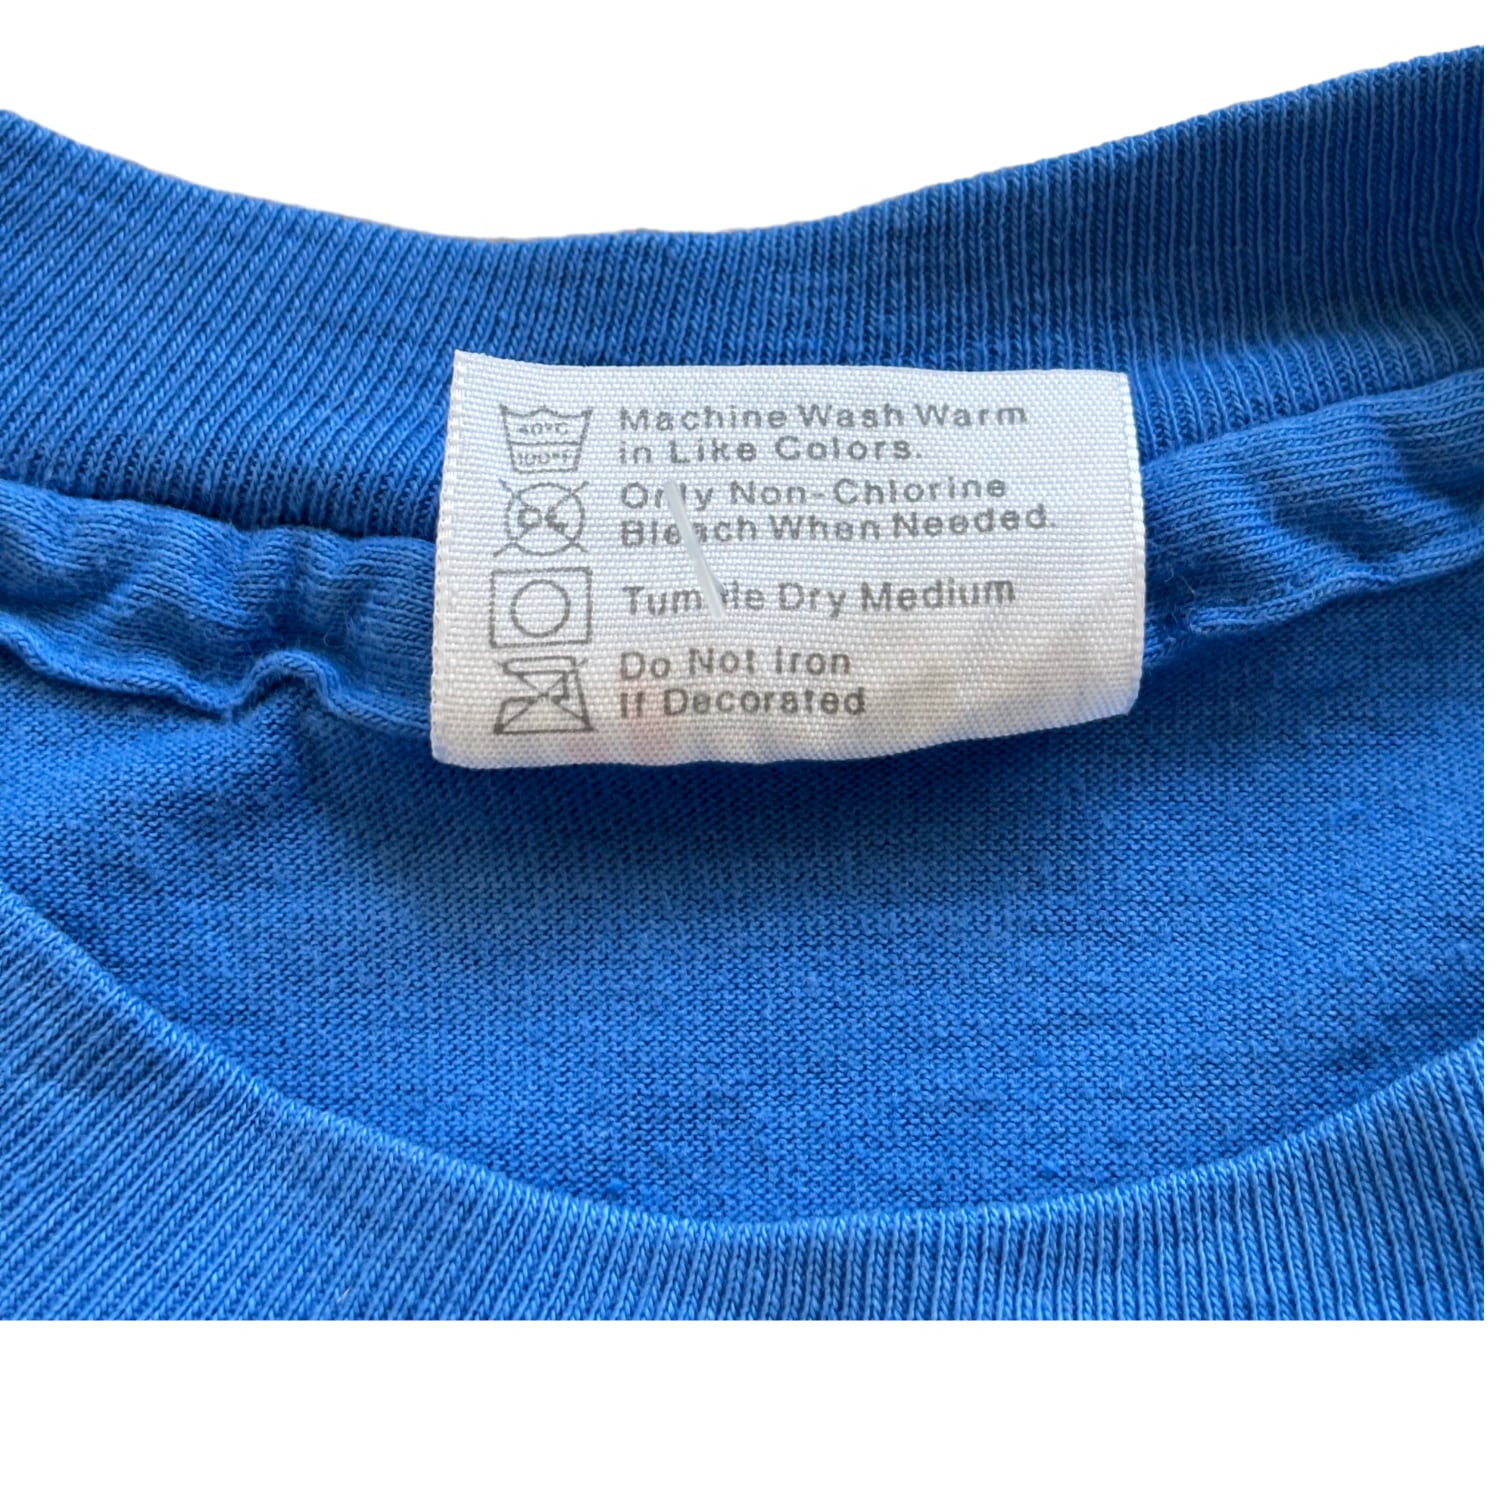 40°C
100°F
Machine Wash Warm
in Like Colors.
CL
Only Non-Chlorine
Bleach When Needed.
Tumble Dry Medium
Do Not Iron
If Decorated